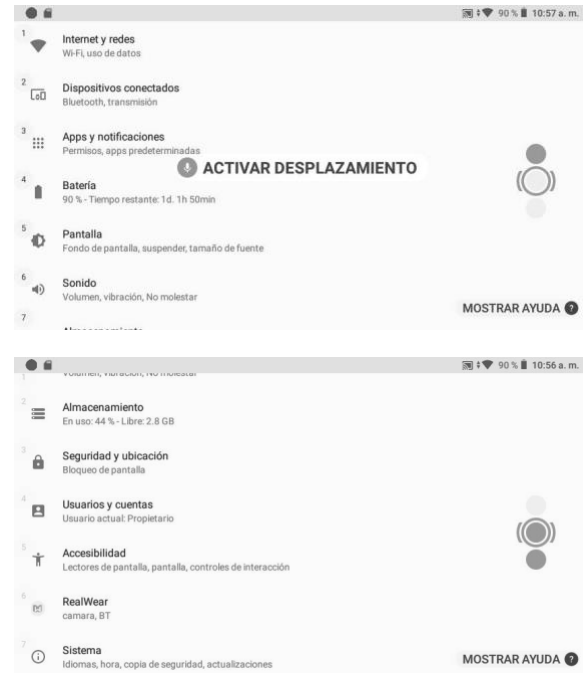 90 % 10:57 a. m.
1
Internet y redes
Wi-Fi, uso de datos
2
Dispositivos conectados
Bluetooth, transmisión
3
Apps y notificaciones
Permisos, apps predeterminadas
ACTIVAR DESPLAZAMIENTO
4
Batería
90 % - Tiempo restante: 1d. 1h 50min
5
Pantalla
Fondo de pantalla, suspender, tamaño de fuente
6
Sonido
Volumen, vibración, No molestar
MOSTRAR AYUDA ?
7
90 % 10:56 a. m.
1
Volumen, vibración, No molestar
2
Almacenamiento
En uso: 44 % - Libre: 2.8 GB
3
Seguridad y ubicación
Bloqueo de pantalla
4
Usuarios y cuentas
Usuario actual: Propietario
5
Accesibilidad
Lectores de pantalla, pantalla, controles de interacción
6
RealWear
camara, BT
7
Sistema
Idiomas, hora, copia de seguridad, actualizaciones
MOSTRAR AYUDA ?